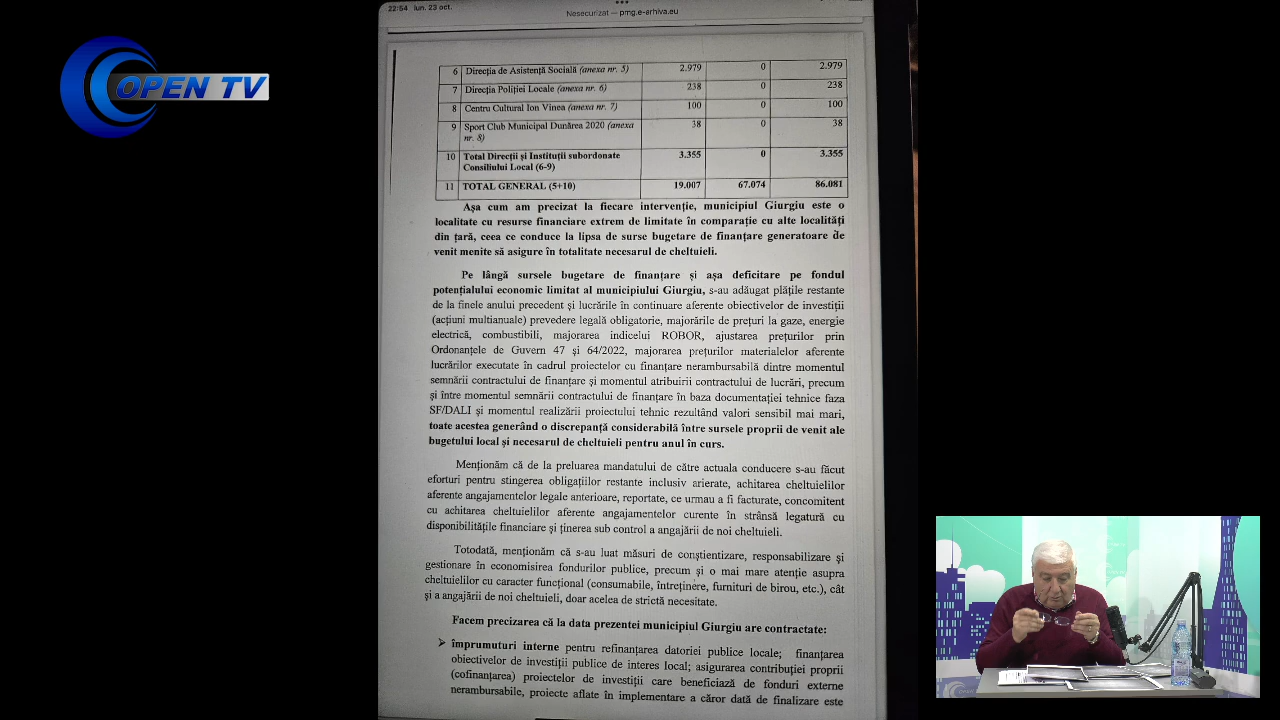 OPEN TV
22:54 lun. 23 oct.
Nesecurizat — pmg.e-arhiva.eu
6 Direcția de Asistență Socială (anexa nr. 5) 2.979 0 2.979
7 Direcția Poliției Locale (anexa nr. 6) 238 0 238
8 Centru Cultural Ion Vinea (anexa nr. 7) 100 0 100
9 Sport Club Municipal Dunărea 2020 (anexa 38 0 38
nr. 8)
10 Total Direcții și Instituții subordonate 3.355 0 3.355
Consiliului Local (6-9)
11 TOTAL GENERAL (5+10) 19.007 67.074 86.081
Așa cum am precizat la fiecare intervenție, municipiul Giurgiu este o
localitate cu resurse financiare extrem de limitate în comparație cu alte localități
din țară, ceea ce conduce la lipsa de surse bugetare de finanțare generatoare de
venit menite să asigure în totalitate necesarul de cheltuieli.
Pe lângă sursele bugetare de finanțare și așa deficitare pe fondul
potențialului economic limitat al municipiului Giurgiu, s-au adăugat plățile restante
de la finele anului precedent și lucrările în continuare aferente obiectivelor de investiții
(acțiuni multianuale) prevedere legală obligatorie, majorările de prețuri la gaze, energie
electrică, combustibili, majorarea indicelui ROBOR, ajustarea prețurilor prin
Ordonanțele de Guvern 47 și 64/2022, majorarea prețurilor materialelor aferente
lucrărilor executate în cadrul proiectelor cu finanțare nerambursabilă dintre momentul
semnării contractului de finanțare și momentul atribuirii contractului de lucrări, precum
și între momentul semnării contractului de finanțare în baza documentației tehnice faza
SF/DALI și momentul realizării proiectului tehnic rezultând valori sensibil mai mari,
toate acestea generând o discrepanță considerabilă între sursele proprii de venit ale
bugetului local și necesarul de cheltuieli pentru anul în curs.
Menționăm că de la preluarea mandatului de către actuala conducere s-au făcut
eforturi pentru stingerea obligațiilor restante inclusiv arierate, achitarea cheltuielilor
aferente angajamentelor legale anterioare, reportate, ce urmau a fi facturate, concomitent
cu achitarea cheltuielilor aferente angajamentelor curente în strânsă legatură cu
disponibilitățile financiare și ținerea sub control a angajării de noi cheltuieli.
Totodată, menționăm că s-au luat măsuri de conștientizare, responsabilizare și
gestionare în economisirea fondurilor publice, precum și o mai mare atenție asupra
cheltuielilor cu caracter funcțional (consumabile, întreținere, furnituri de birou, etc.), cât
și a angajării de noi cheltuieli, doar acelea de strictă necesitate.
Facem precizarea că la data prezentei municipiul Giurgiu are contractate:
➢ împrumuturi interne pentru refinanțarea datoriei publice locale; finanțarea
obiectivelor de investiții publice de interes local; asigurarea contribuției proprii
(cofinanțarea) proiectelor de investiții care beneficiază de fonduri externe
nerambursabile, proiecte aflate în implementare a căror dată de finalizare este
OPEN